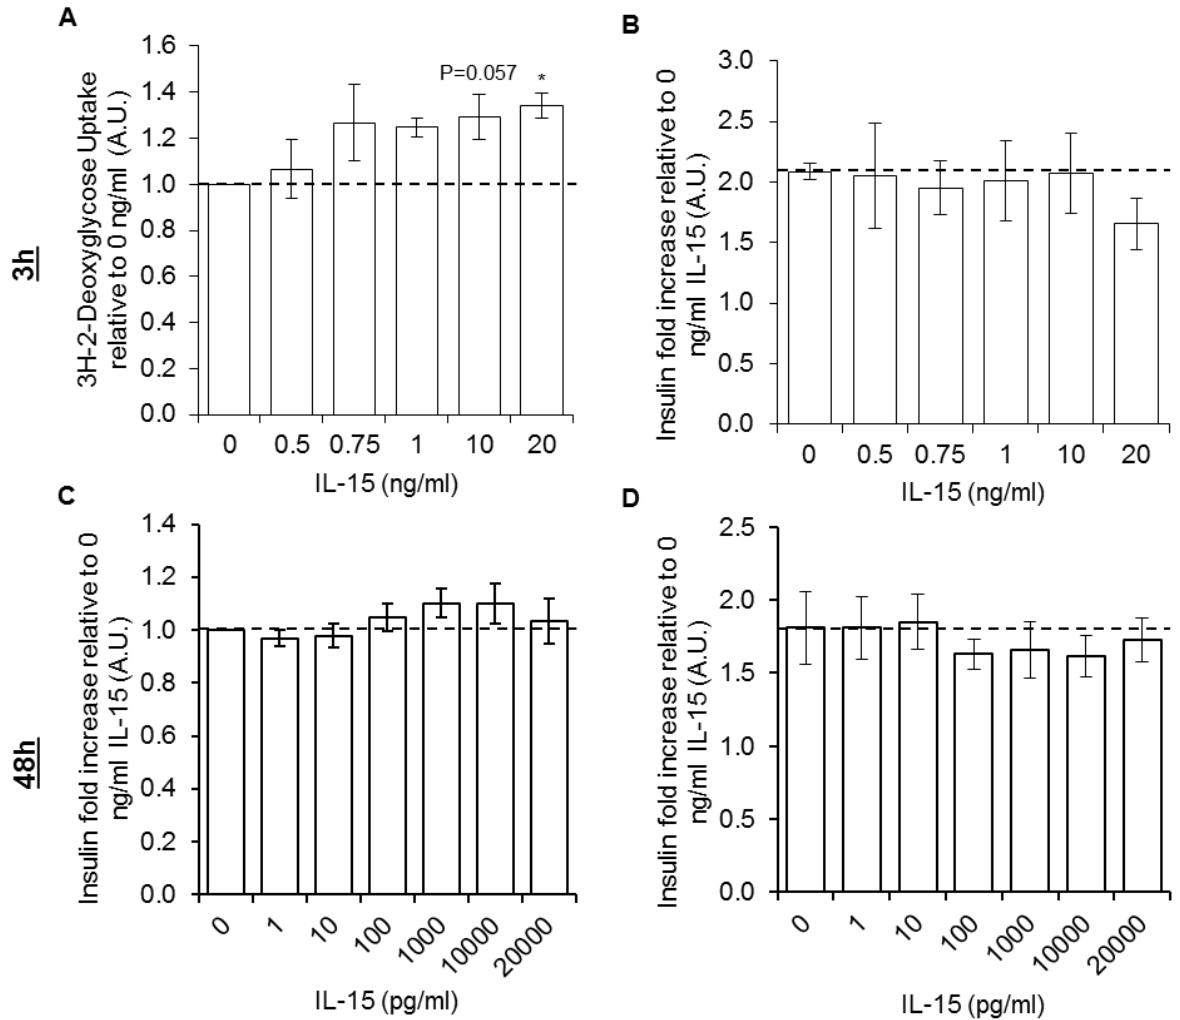 A
3H-2-Deoxyglycose Uptake
relative to 0 ng/ml (A.U.)
1.6
1.4
1.2
1.0
0.8
0.6
0.4
0.2
0.0
P=0.057
*
0 0.5 0.75 1 10 20
IL-15 (ng/ml)
B
Insulin fold increase relative to 0
ng/ml IL-15 (A.U.)
3.0
2.5
2.0
1.5
1.0
0.5
0.0
0 0.5 0.75 1 10 20
IL-15 (ng/ml)
3h
C
Insulin fold increase relative to 0
ng/ml IL-15 (A.U.)
1.4
1.2
1.0
0.8
0.6
0.4
0.2
0.0
0 1 10 100 1000 10000 20000
IL-15 (pg/ml)
D
Insulin fold increase relative to 0
ng/ml IL-15 (A.U.)
2.5
2.0
1.5
1.0
0.5
0.0
0 1 10 100 1000 10000 20000
IL-15 (pg/ml)
48h